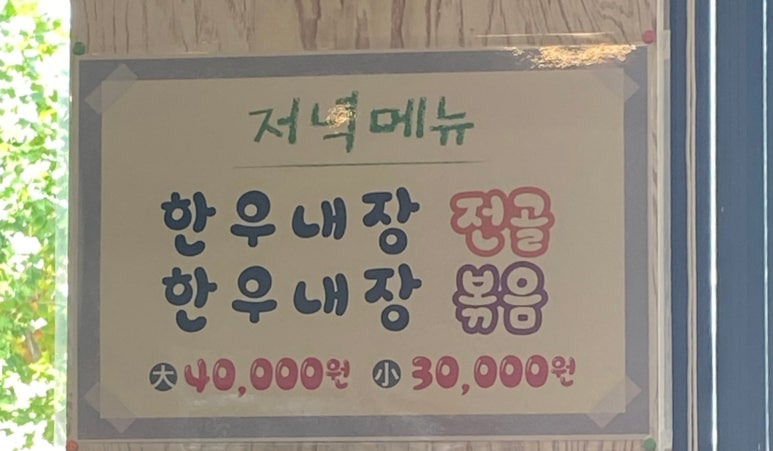 저녁메뉴
한우내장 전골
한우내장 볶음
大 40,000원 小 30,000원